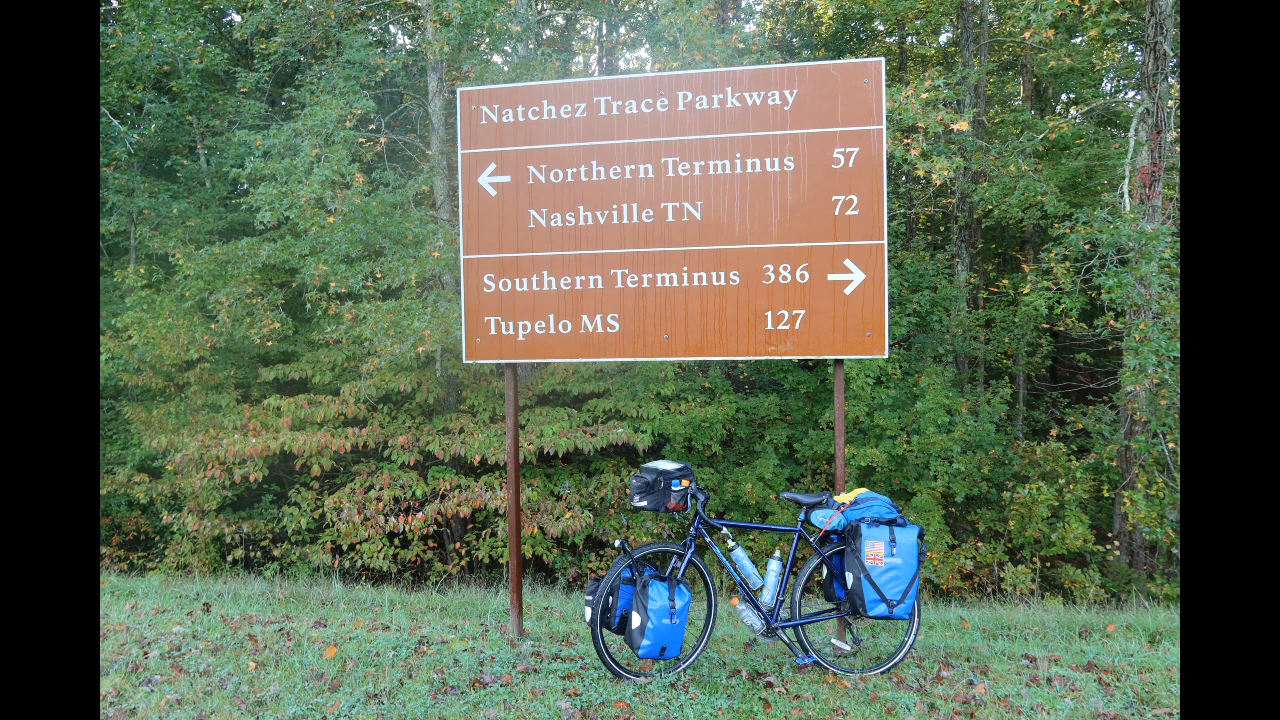 Natchez Trace Parkway
← Northern Terminus 57
Nashville TN 72
Southern Terminus 386 →
Tupelo MS 127